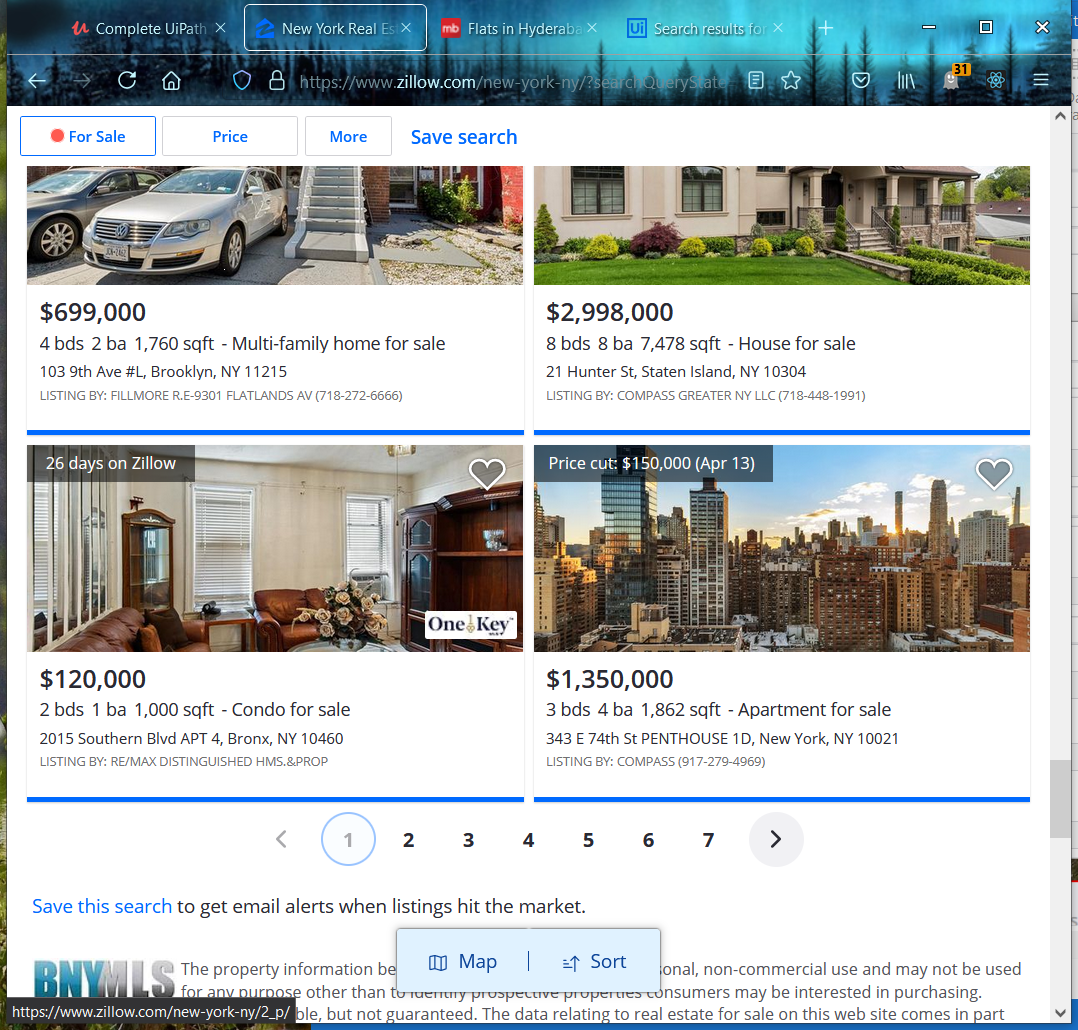 Complete UiPath
New York Real Es
Flats in Hyderaba
Search results for
https://www.zillow.com/new-york-ny/?searchQueryState
31
For Sale
Price
More
Save search
$699,000
4 bds 2 ba 1,760 sqft - Multi-family home for sale
103 9th Ave #L, Brooklyn, NY 11215
LISTING BY: FILLMORE R.E-9301 FLATLANDS AV (718-272-6666)
$2,998,000
8 bds 8 ba 7,478 sqft - House for sale
21 Hunter St, Staten Island, NY 10304
LISTING BY: COMPASS GREATER NY LLC (718-448-1991)
26 days on Zillow
OneKey
$120,000
2 bds 1 ba 1,000 sqft - Condo for sale
2015 Southern Blvd APT 4, Bronx, NY 10460
LISTING BY: RE/MAX DISTINGUISHED HMS.&PROP
Price cut: $150,000 (Apr 13)
$1,350,000
3 bds 4 ba 1,862 sqft - Apartment for sale
343 E 74th St PENTHOUSE 1D, New York, NY 10021
LISTING BY: COMPASS (917-279-4969)
1 2 3 4 5 6 7
Save this search to get email alerts when listings hit the market.
Map
Sort
BNYMLS
The property information be onal, non-commercial use and may not be used
for any purpose other than to identify prospective properties consumers may be interested in purchasing.
ble, but not guaranteed. The data relating to real estate for sale on this web site comes in part
https://www.zillow.com/new-york-ny/2_p/